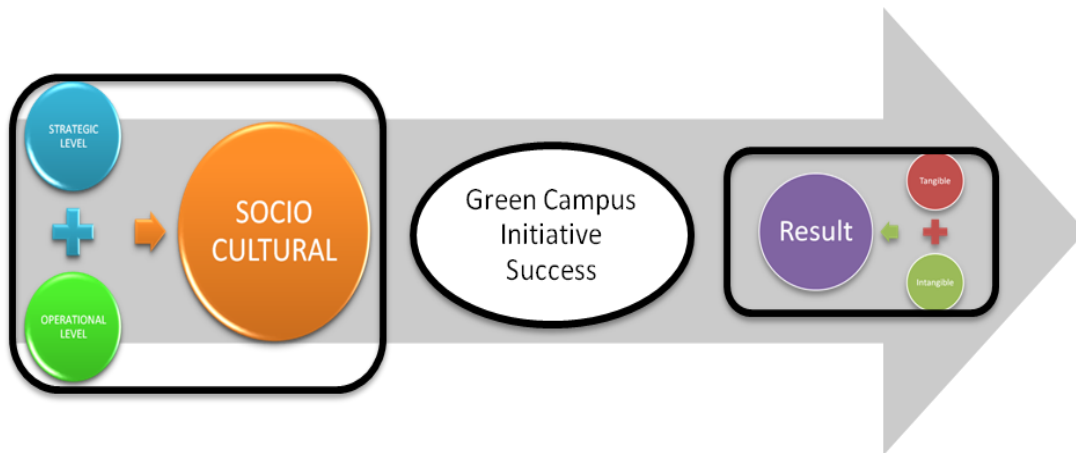 STRATEGIC
LEVEL
OPERATIONAL
LEVEL
SOCIO
CULTURAL
Green Campus
Initiative
Success
Result
Tangible
Intangible